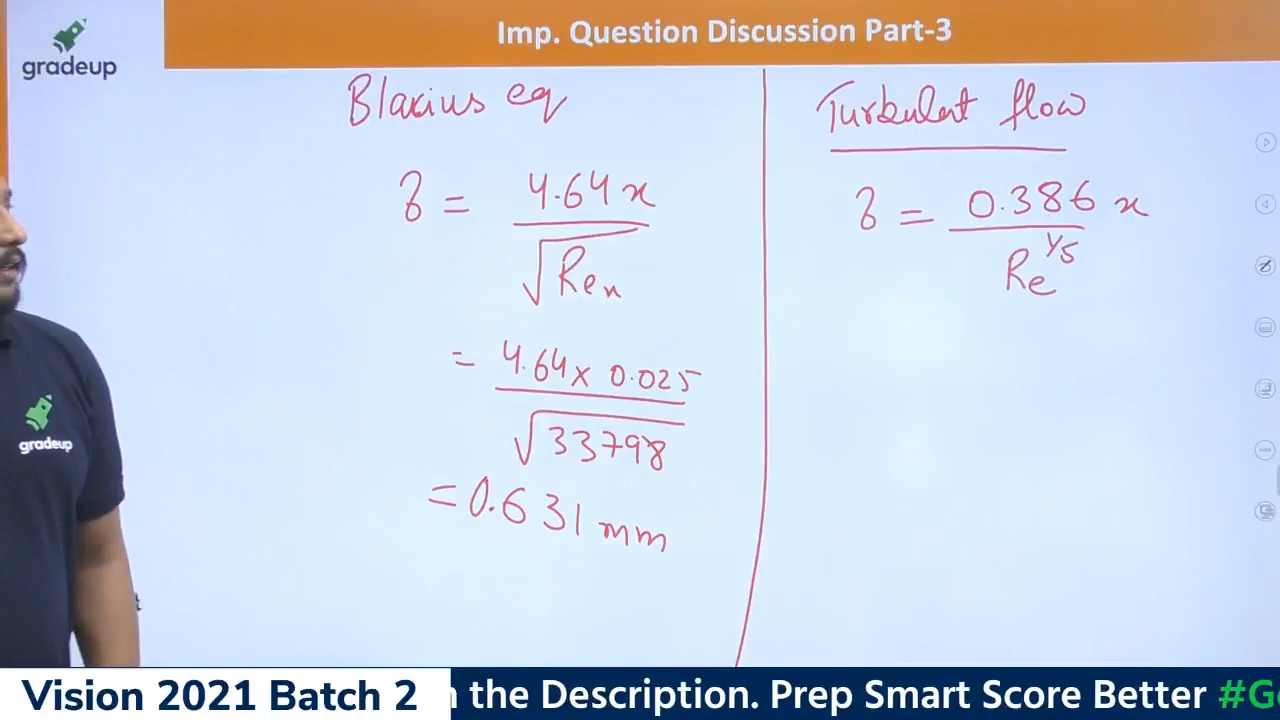 Imp. Question Discussion Part-3
gradeup
Blasius eq
δ = 4.64x / √Rex
= 4.64 x 0.025 / √33798
= 0.631 mm
Turbulent flow
δ = 0.386 x / Re^1/5
gradeup
Vision 2021 Batch 2
the Description. Prep Smart Score Better